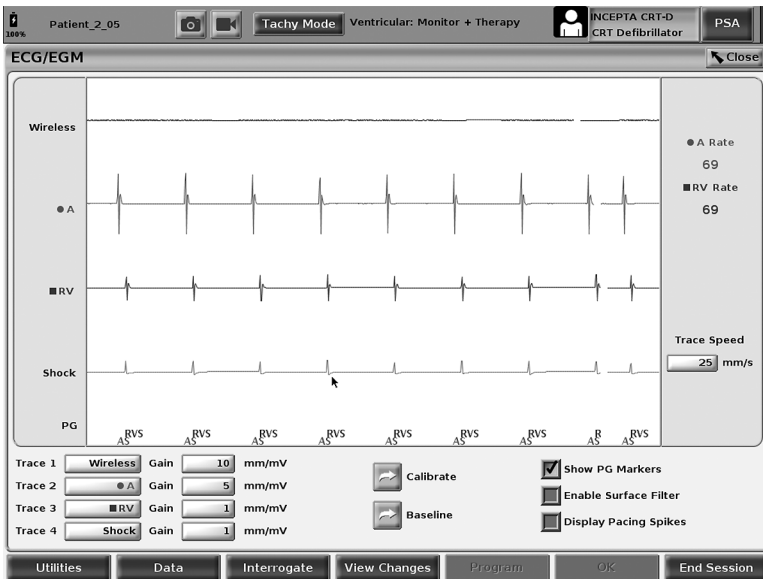 100%
Patient_2_05
Tachy Mode
Ventricular: Monitor + Therapy
INCEPTA CRT-D
CRT Defibrillator
PSA
ECG/EGM
Close
Wireless
A
RV
Shock
PG
AS RVS AS RVS AS RVS AS RVS AS RVS AS RVS AS RVS AS R AS RVS
A Rate
69
RV Rate
69
Trace Speed
25 mm/s
Trace 1 Wireless Gain 10 mm/mV
Trace 2 A Gain 5 mm/mV
Trace 3 RV Gain 1 mm/mV
Trace 4 Shock Gain 1 mm/mV
Calibrate
Baseline
Show PG Markers
Enable Surface Filter
Display Pacing Spikes
Utilities Data Interrogate View Changes Program OK End Session